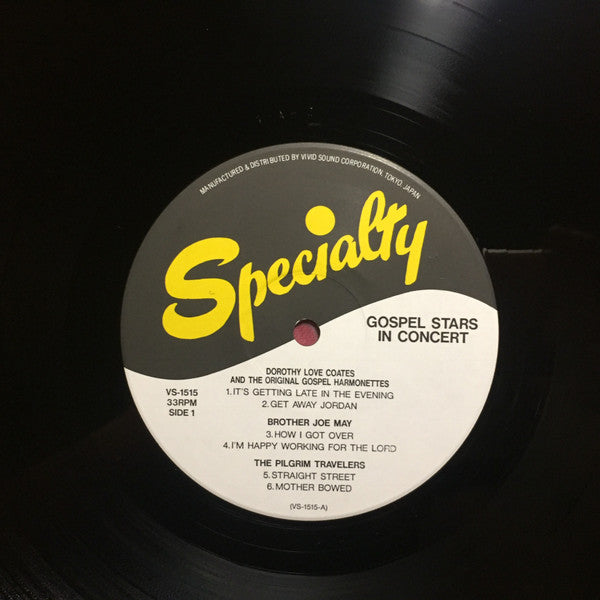 MANUFACTURED & DISTRIBUTED BY VIVID SOUND CORPORATION, TOKYO, JAPAN
Specialty
GOSPEL STARS
IN CONCERT
VS-1515
33RPM
SIDE 1
DOROTHY LOVE COATES
AND THE ORIGINAL GOSPEL HARMONETTES
1.IT'S GETTING LATE IN THE EVENING
2.GET AWAY JORDAN
BROTHER JOE MAY
3.HOW I GOT OVER
4.I'M HAPPY WORKING FOR THE LORD
THE PILGRIM TRAVELERS
5.STRAIGHT STREET
6.MOTHER BOWED
(VS-1515-A)